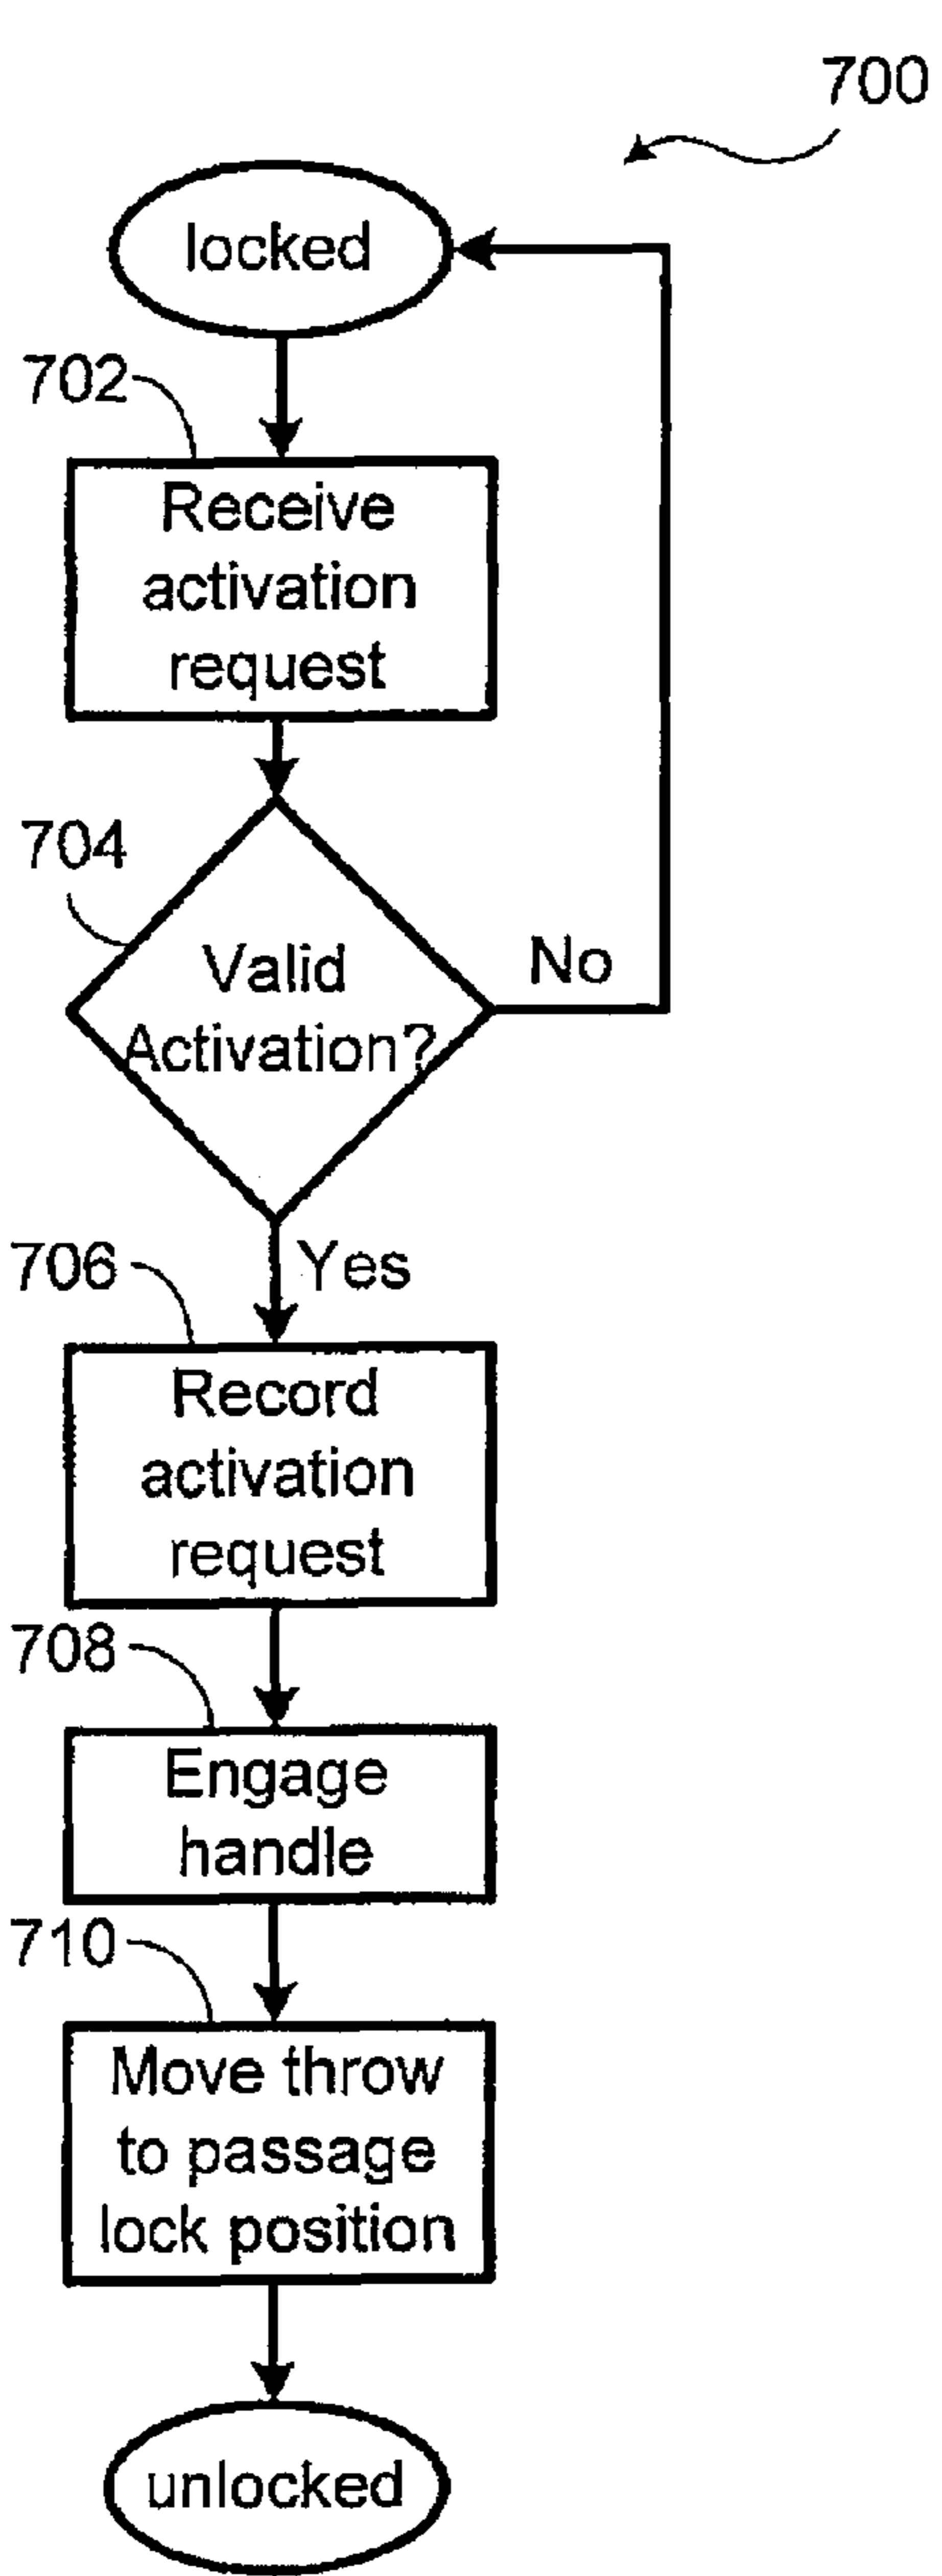 700
locked
702
Receive
activation
request
704
Valid
Activation?
No
Yes
706
Record
activation
request
708
Engage
handle
710
Move throw
to passage
lock position
unlocked